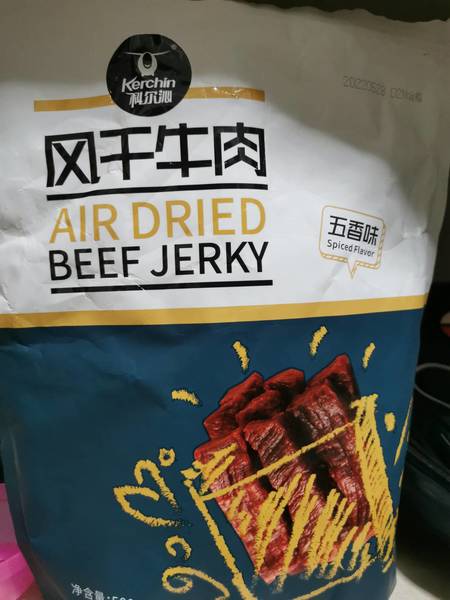 Kerchin
科尔沁
20220528
风干牛肉
AIR DRIED
BEEF JERKY
五香味
Spiced Flavor
净含量: